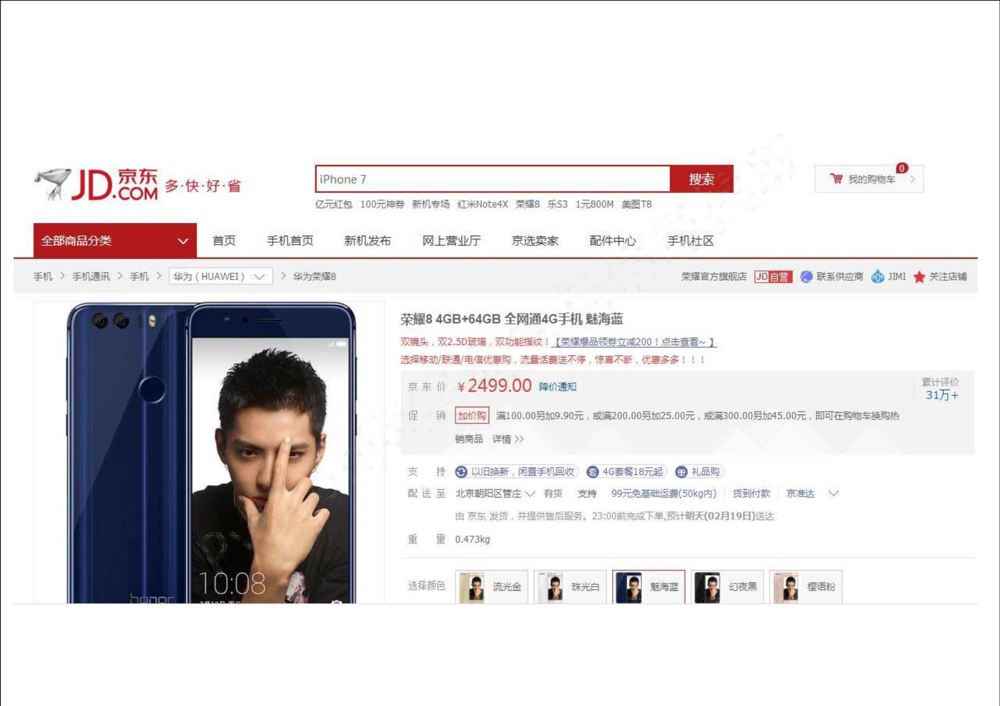 JD.COM 京东 多·快·好·省
iPhone 7
搜索
0
我的购物车
亿元红包 100元神券 新机专场 红米Note4X 荣耀8 乐S3 1元800M 美图T8
全部商品分类 首页 手机首页 新机发布 网上营业厅 京选卖家 配件中心 手机社区
手机 > 手机通讯 > 手机 > 华为 ( HUAWEI ) > 华为荣耀8
荣耀官方旗舰店 JD自营 联系供应商 JIMI 关注店铺
荣耀8 4GB+64GB 全网通4G手机 魅海蓝
双镜头，双2.5D玻璃，双功能指纹！【荣耀爆品领券立减200！点击查看~ 】
选择移动/联通/电信优惠购，流量话费送不停，惊喜不断，优惠多多！！！
京东价 ￥2499.00 降价通知
累计评价
31万+
促销 加价购 满100.00另加9.90元，或满200.00另加25.00元，或满300.00另加45.00元，即可在购物车换购热
销商品 详情 >>
支持 以旧换新，闲置手机回收 套 4G套餐18元起 礼品购
配送至 北京朝阳区管庄 有货 支持 99元免基础运费(50kg内) 货到付款 京准达
由 京东 发货，并提供售后服务。23:00前完成下单,预计明天(02月19日)送达
重量 0.473kg
选择颜色 流光金 珠光白 魅海蓝 幻夜黑 樱语粉
10:08
honor